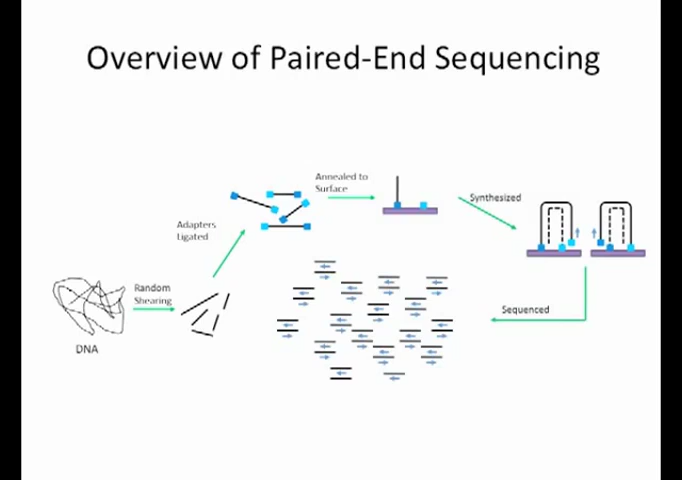 Overview of Paired-End Sequencing
Annealed to
Surface
Synthesized
Adapters
Ligated
Random
Shearing
Sequenced
DNA